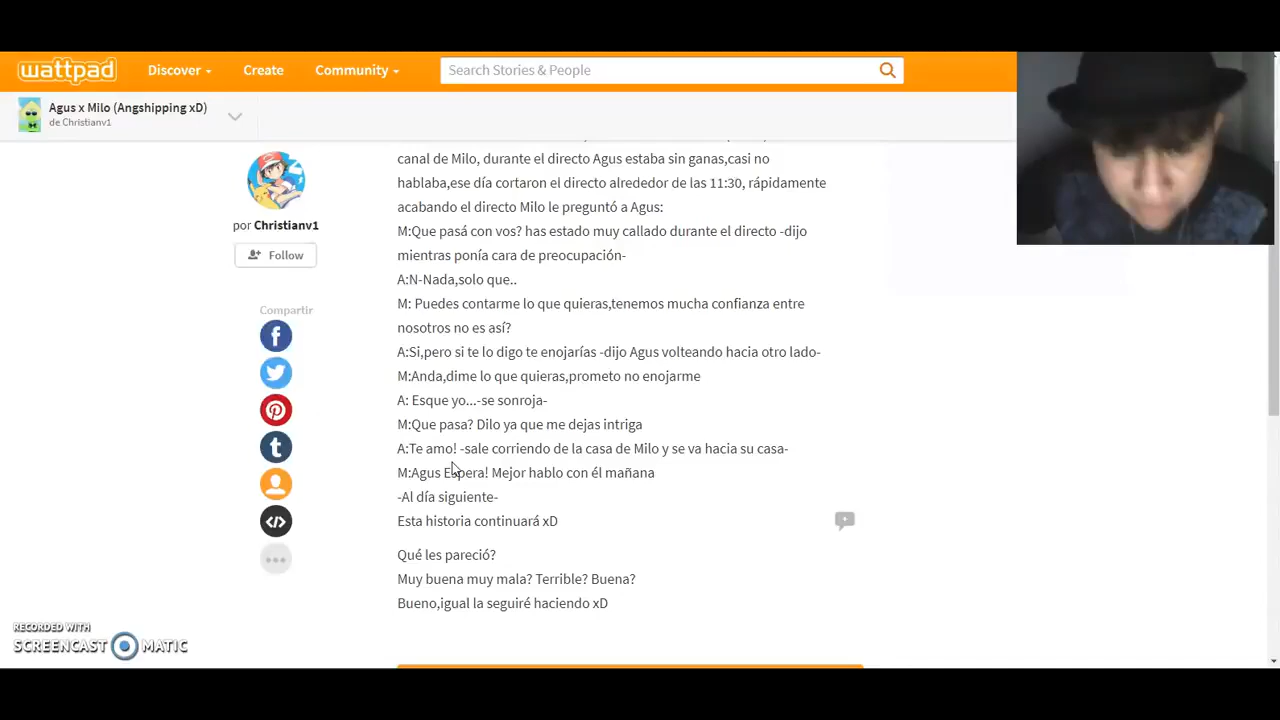 wattpad
Discover
Create
Community
Search Stories & People
Agus x Milo (Angshipping xD)
de Christianv1
por Christianv1
Follow
Compartir
canal de Milo, durante el directo Agus estaba sin ganas,casi no
hablaba,ese día cortaron el directo alrededor de las 11:30, rápidamente
acabando el directo Milo le preguntó a Agus:
M:Que pasá con vos? has estado muy callado durante el directo -dijo
mientras ponía cara de preocupación-
A:N-Nada,solo que..
M: Puedes contarme lo que quieras,tenemos mucha confianza entre
nosotros no es así?
A:Si,pero si te lo digo te enojarías -dijo Agus volteando hacia otro lado-
M:Anda,dime lo que quieras,prometo no enojarme
A: Esque yo...-se sonroja-
M:Que pasa? Dilo ya que me dejas intriga
A:Te amo! -sale corriendo de la casa de Milo y se va hacia su casa-
M:Agus Espera! Mejor hablo con él mañana
-Al día siguiente-
Esta historia continuará xD
Qué les pareció?
Muy buena muy mala? Terrible? Buena?
Bueno,igual la seguiré haciendo xD
RECORDED WITH
SCREENCAST MATIC